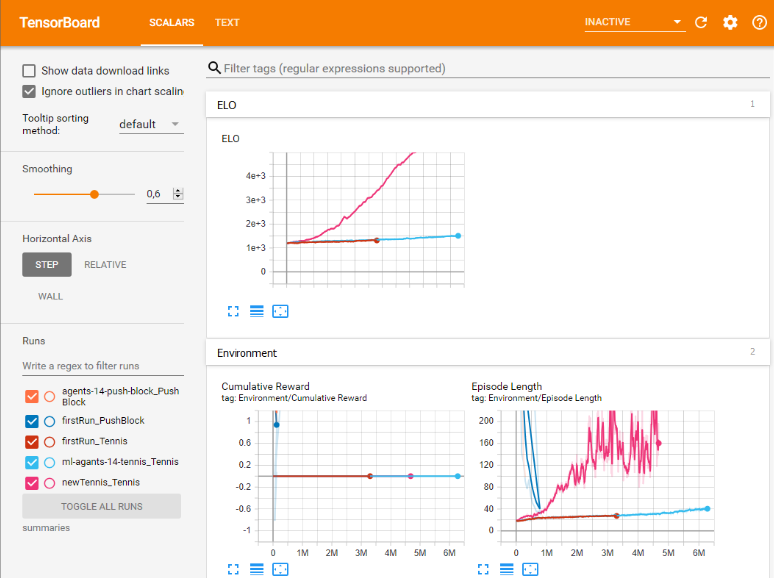 TensorBoard
SCALARS
TEXT
INACTIVE
Show data download links
Ignore outliers in chart scalin
Tooltip sorting
method:
default
Smoothing
0,6
Horizontal Axis
STEP
RELATIVE
WALL
Runs
Write a regex to filter runs
agents-14-push-block_Push
Block
firstRun_PushBlock
firstRun_Tennis
ml-agents-14-tennis_Tennis
newTennis_Tennis
TOGGLE ALL RUNS
summaries
Filter tags (regular expressions supported)
ELO
1
ELO
4e+3
3e+3
2e+3
1e+3
0
Environment
2
Cumulative Reward
tag: Environment/Cumulative Reward
1
0.6
0.2
-0.2
-0.6
-1
0 1M 2M 3M 4M 5M 6M
Episode Length
tag: Environment/Episode Length
200
160
120
80
40
0
0 1M 2M 3M 4M 5M 6M